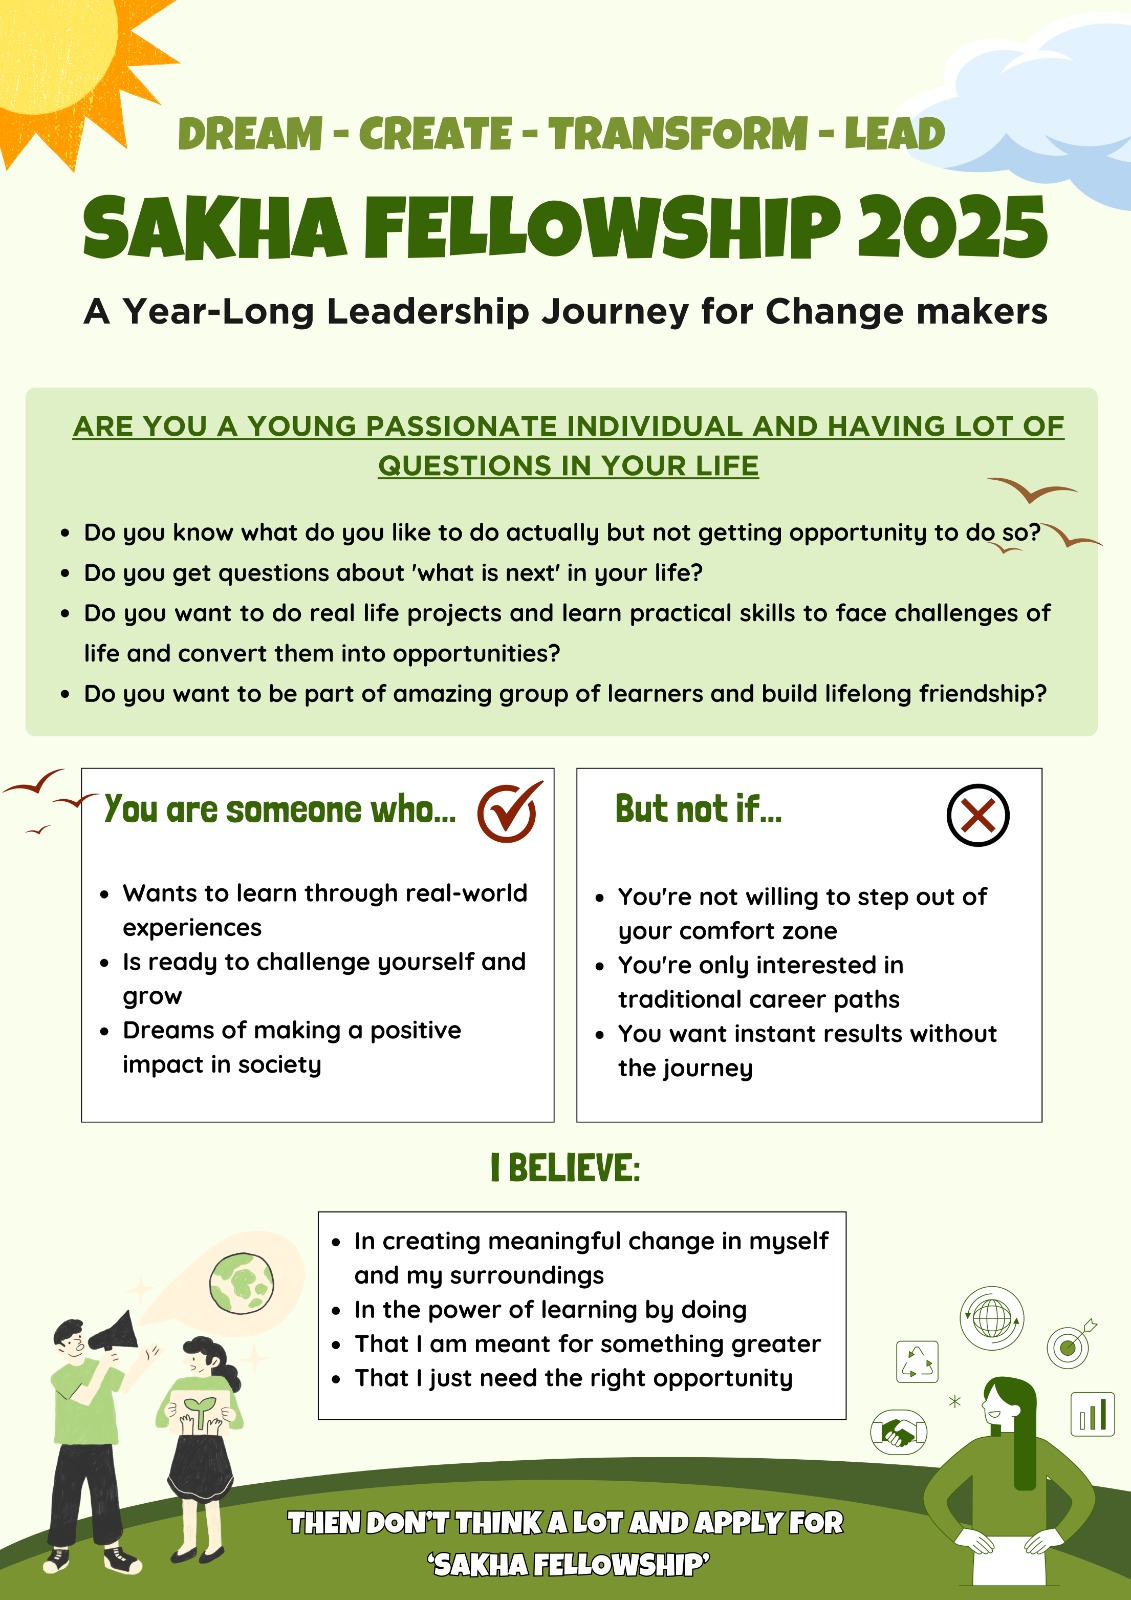 DREAM - CREATE - TRANSFORM - LEAD
SAKHA FELLOWSHIP 2025
A Year-Long Leadership Journey for Change makers
ARE YOU A YOUNG PASSIONATE INDIVIDUAL AND HAVING LOT OF
QUESTIONS IN YOUR LIFE
• Do you know what do you like to do actually but not getting opportunity to do so?
• Do you get questions about 'what is next' in your life?
• Do you want to do real life projects and learn practical skills to face challenges of
life and convert them into opportunities?
• Do you want to be part of amazing group of learners and build lifelong friendship?
You are someone who...
• Wants to learn through real-world
experiences
• Is ready to challenge yourself and
grow
• Dreams of making a positive
impact in society
But not if...
• You're not willing to step out of
your comfort zone
• You're only interested in
traditional career paths
• You want instant results without
the journey
I BELIEVE:
• In creating meaningful change in myself
and my surroundings
• In the power of learning by doing
• That I am meant for something greater
• That I just need the right opportunity
THEN DON'T THINK A LOT AND APPLY FOR
'SAKHA FELLOWSHIP'